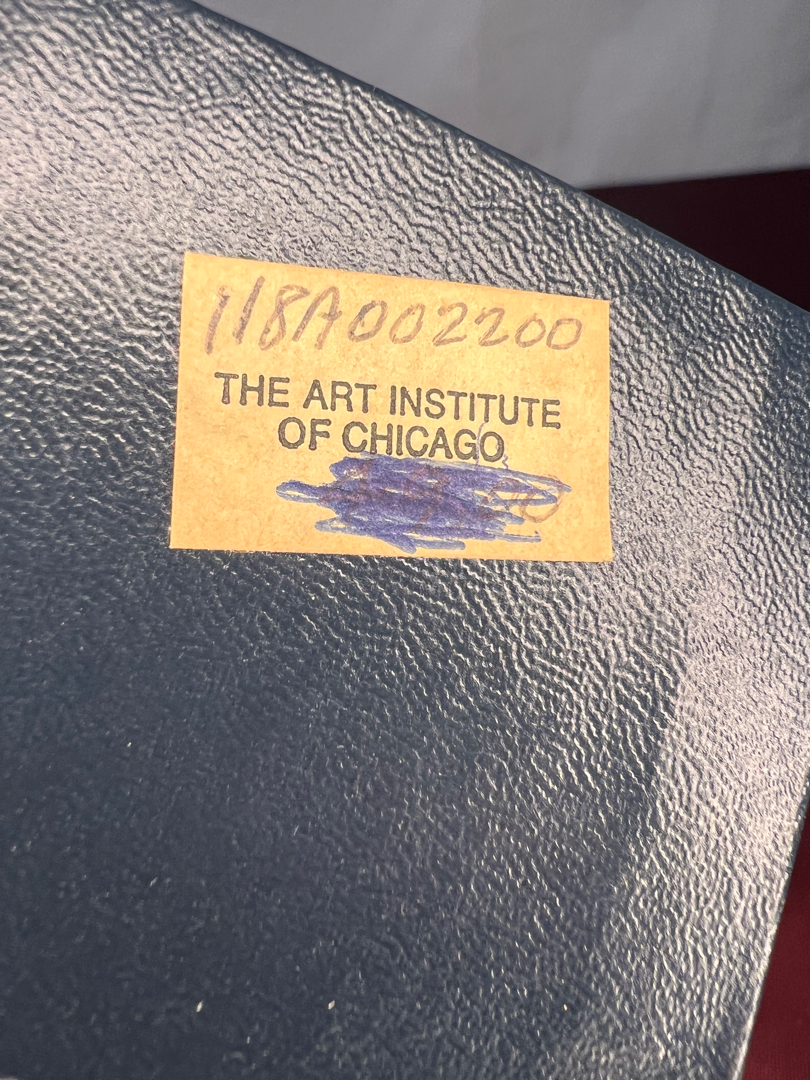 118A002200
THE ART INSTITUTE
OF CHICAGO